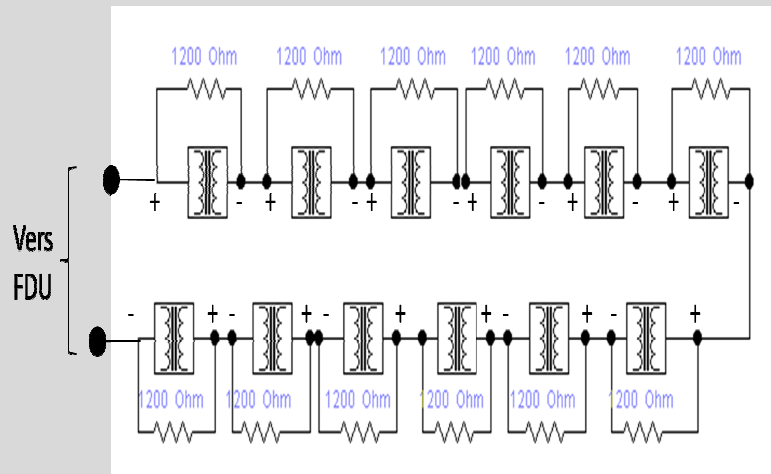 1200 Ohm 1200 Ohm 1200 Ohm 1200 Ohm 1200 Ohm 1200 Ohm
+ - + - + - + - + - + -
Vers
FDU
- + - + - + - + - + +
1200 Ohm 1200 Ohm 1200 Ohm 1200 Ohm 1200 Ohm 1200 Ohm